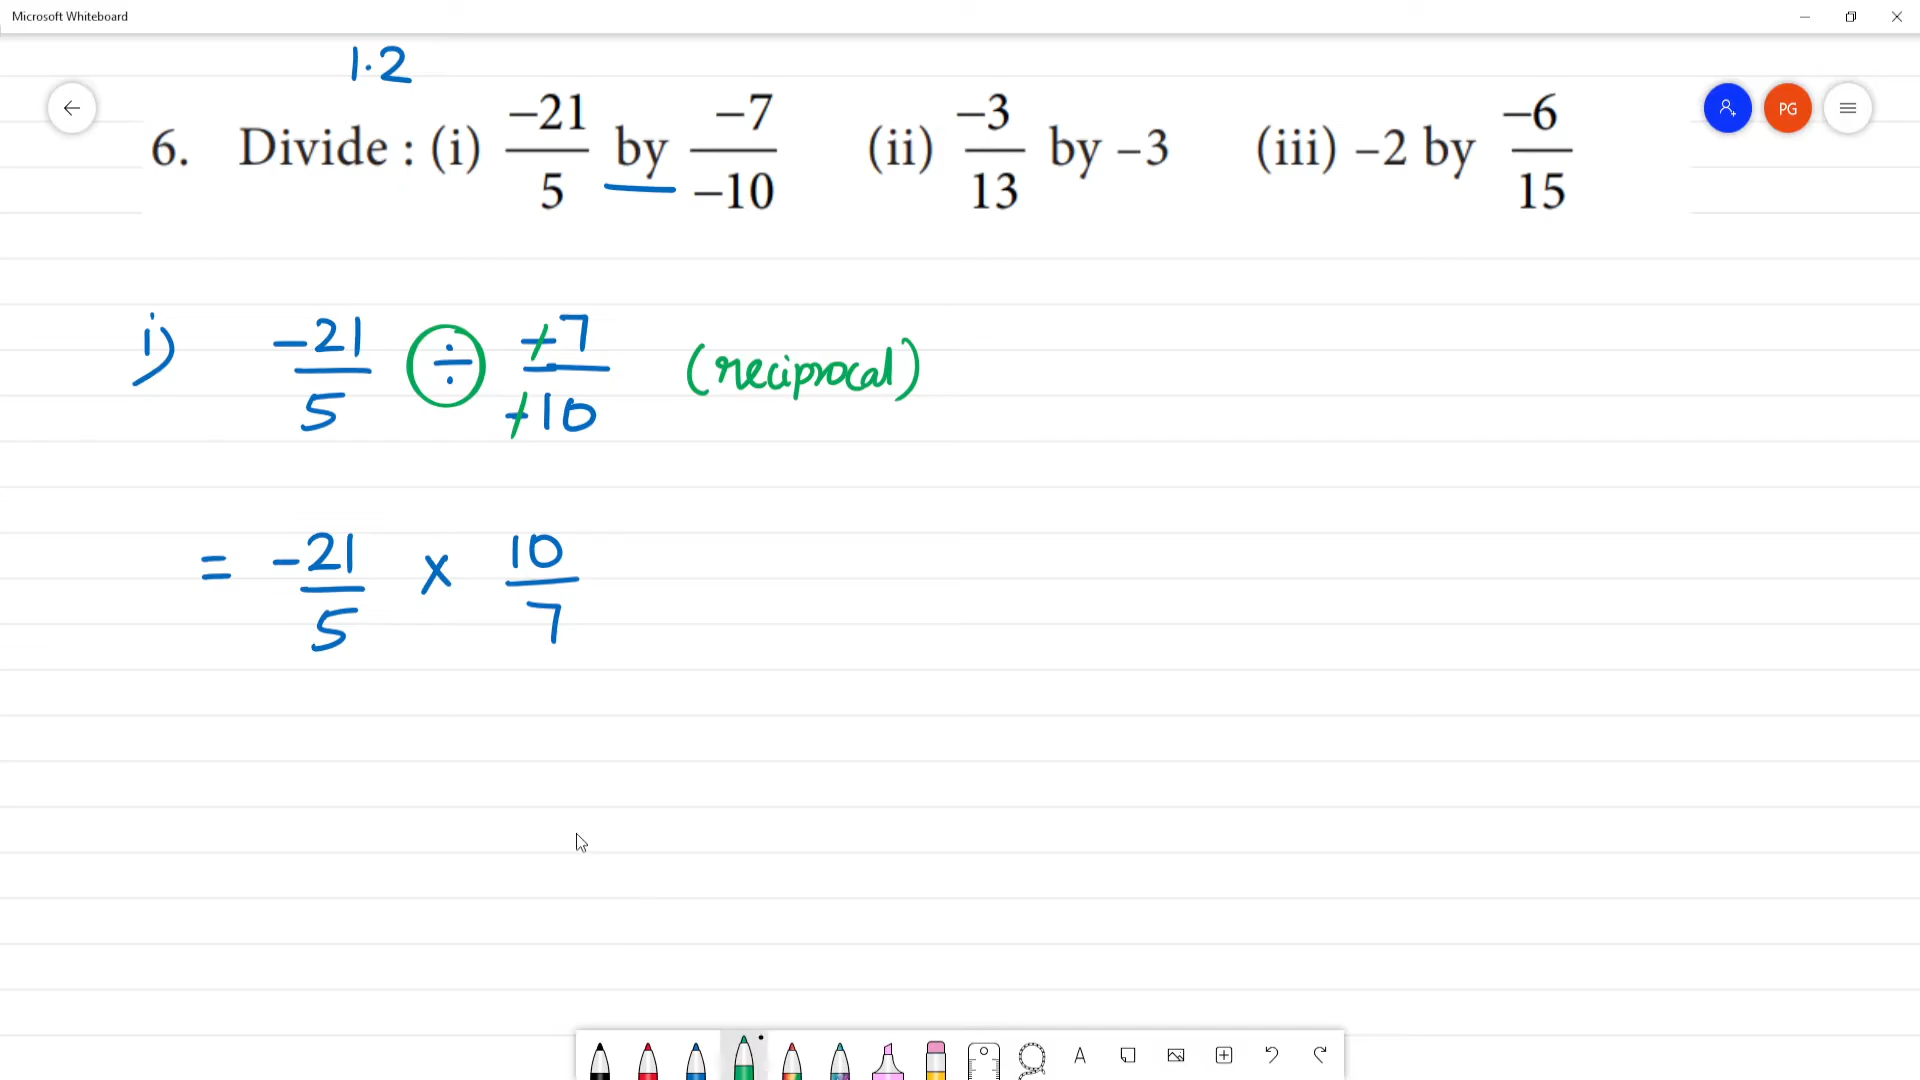 Microsoft Whiteboard
1.2
6. Divide : (i) −21/5 by −7/−10 (ii) −3/13 by −3 (iii) −2 by −6/15
PG
i) −21/5 ÷ −7/−10 (reciprocal)
= −21/5 × 10/7
A